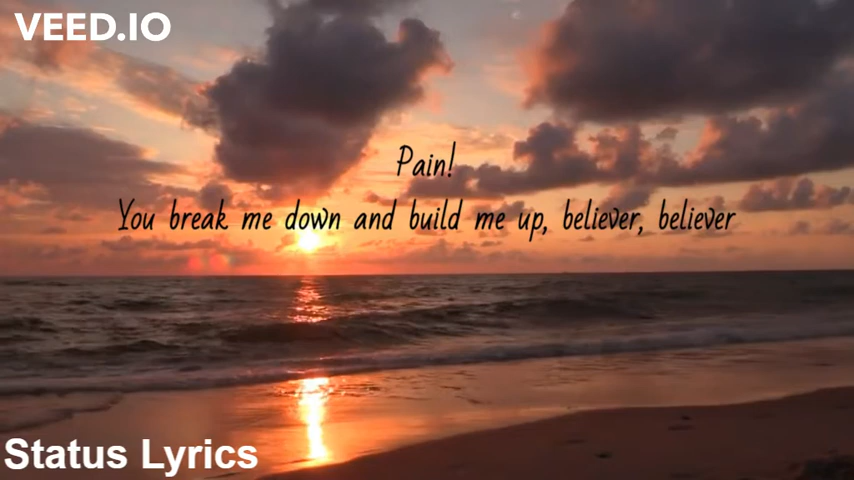 VEED.IO
Pain!
You break me down and build me up, believer, believer
Status Lyrics